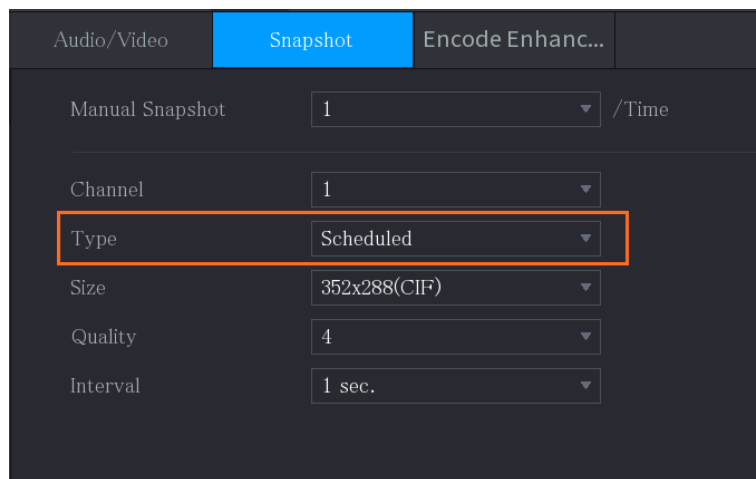 Audio/Video Snapshot Encode Enhanc...
Manual Snapshot 1 /Time
Channel 1
Type Scheduled
Size 352x288(CIF)
Quality 4
Interval 1 sec.